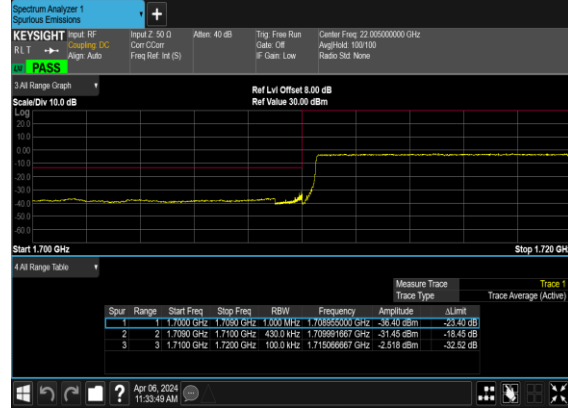 Spectrum Analyzer 1
Spurious Emissions
+
KEYSIGHT Input: RF Input Z: 50 Ω Atten: 40 dB Trig: Free Run Center Freq: 22.005000000 GHz
RLT Coupling: DC Corr CCorr Gate: Off Avg|Hold: 100/100
Align: Auto Freq Ref: Int (S) IF Gain: Low Radio Std: None
PASS
3 All Range Graph
Ref Lvl Offset 8.00 dB
Scale/Div 10.0 dB Ref Value 30.00 dBm
Log
20.0
10.0
0.00
-10.0
-20.0
-30.0
-40.0
-50.0
-60.0
Start 1.700 GHz Stop 1.720 GH
4 All Range Table
Measure Trace Trace 1
Trace Type Trace Average (Active)
Spur Range Start Freq Stop Freq RBW Frequency Amplitude ΔLimit
1 1 1.7000 GHz 1.7090 GHz 1.000 MHz 1.708955000 GHz -36.40 dBm -23.40 dB
2 2 1.7090 GHz 1.7100 GHz 430.0 kHz 1.709991667 GHz -31.45 dBm -18.45 dB
3 3 1.7100 GHz 1.7200 GHz 100.0 kHz 1.715066667 GHz -2.518 dBm -32.52 dB
?
Apr 06, 2024
11:33:49 AM